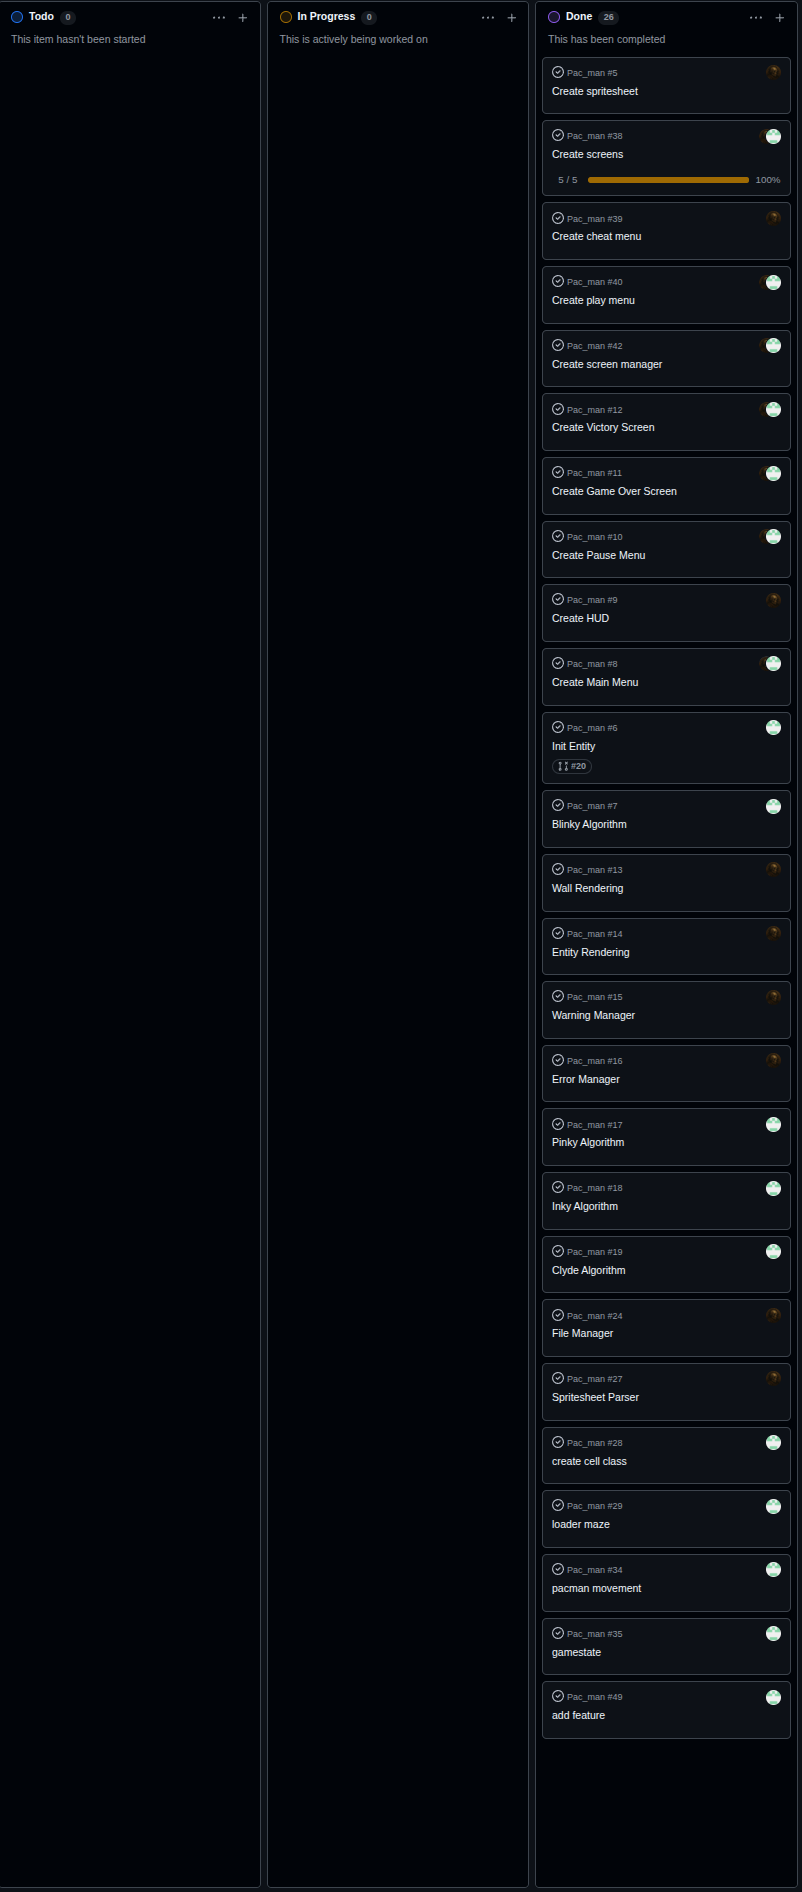 Todo 0
This item hasn't been started
In Progress 0
This is actively being worked on
Done 26
This has been completed
Pac_man #5
Create spritesheet
Pac_man #38
Create screens
5 / 5 100%
Pac_man #39
Create cheat menu
Pac_man #40
Create play menu
Pac_man #42
Create screen manager
Pac_man #12
Create Victory Screen
Pac_man #11
Create Game Over Screen
Pac_man #10
Create Pause Menu
Pac_man #9
Create HUD
Pac_man #8
Create Main Menu
Pac_man #6
Init Entity
#20
Pac_man #7
Blinky Algorithm
Pac_man #13
Wall Rendering
Pac_man #14
Entity Rendering
Pac_man #15
Warning Manager
Pac_man #16
Error Manager
Pac_man #17
Pinky Algorithm
Pac_man #18
Inky Algorithm
Pac_man #19
Clyde Algorithm
Pac_man #24
File Manager
Pac_man #27
Spritesheet Parser
Pac_man #28
create cell class
Pac_man #29
loader maze
Pac_man #34
pacman movement
Pac_man #35
gamestate
Pac_man #49
add feature